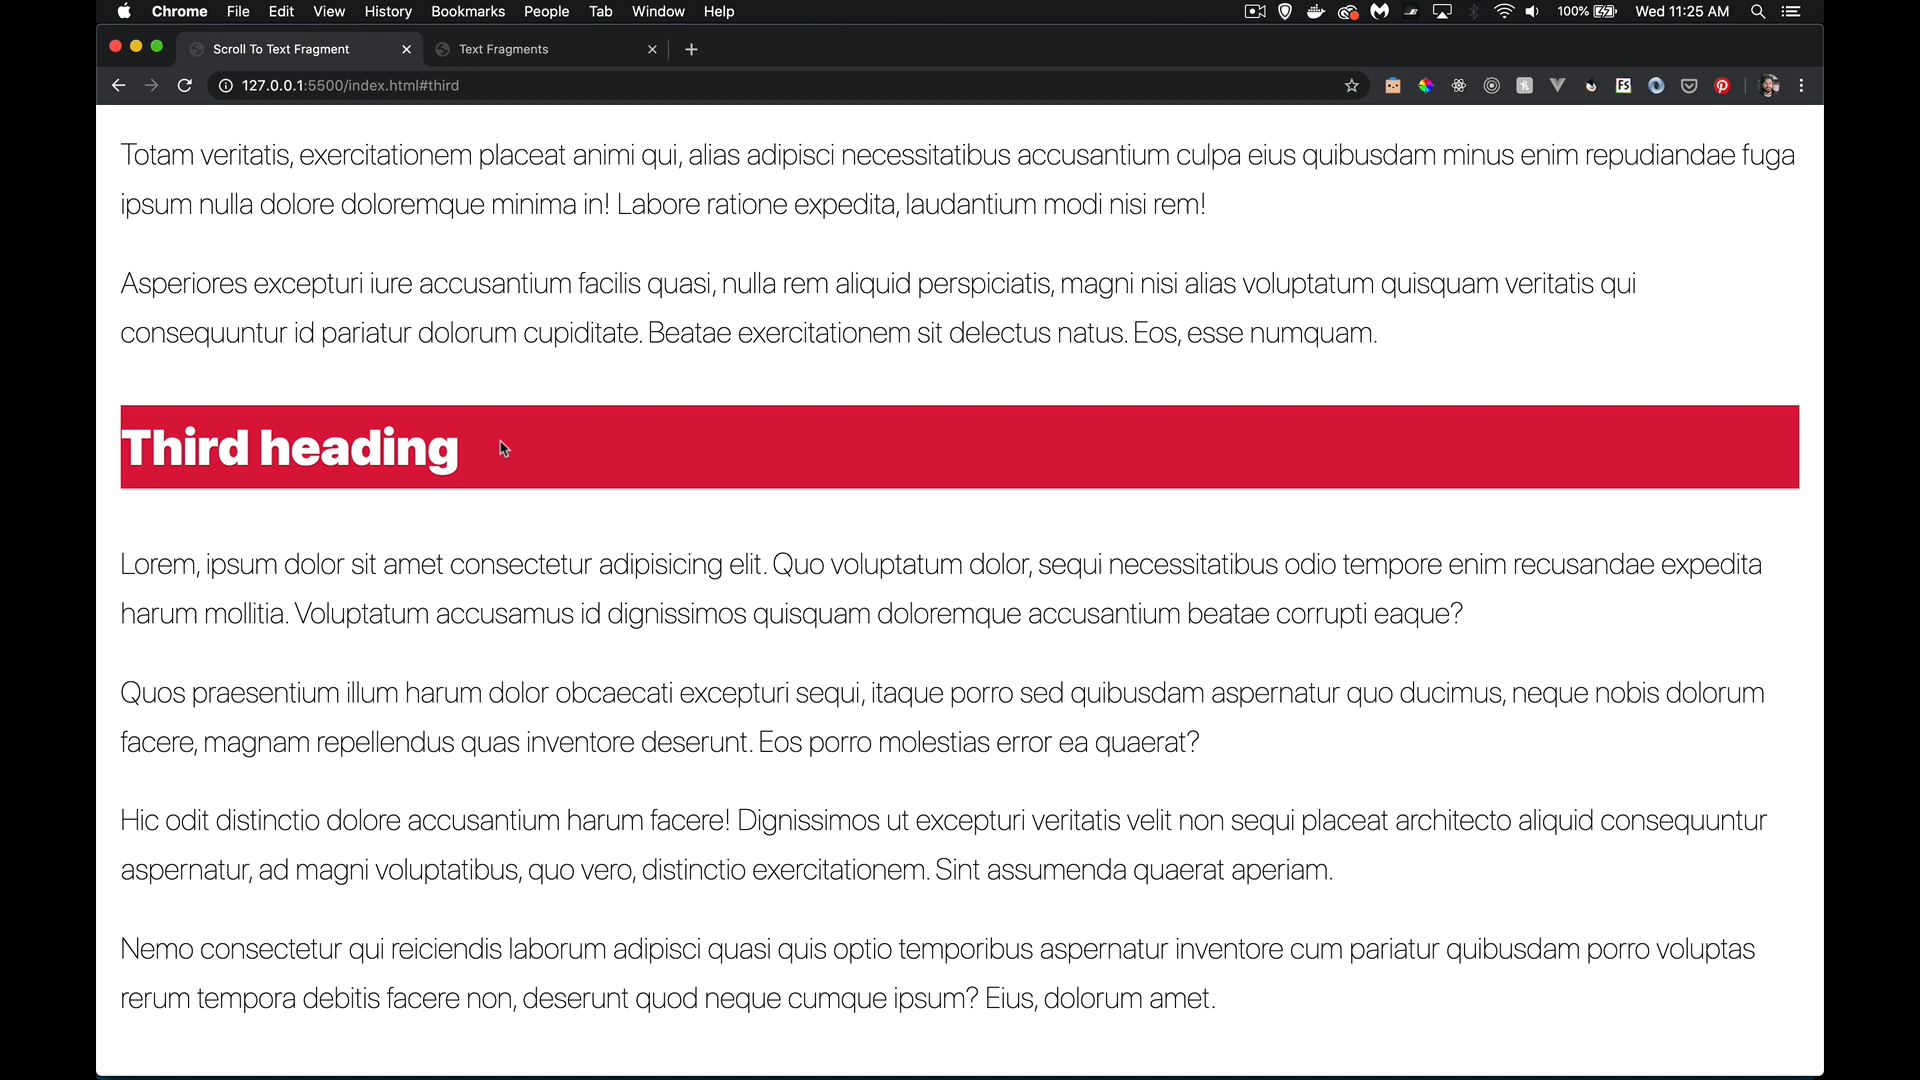 Chrome File Edit View History Bookmarks People Tab Window Help 100% Wed 11:25 AM
Scroll To Text Fragment Text Fragments
127.0.0.1:5500/index.html#third
Totam veritatis, exercitationem placeat animi qui, alias adipisci necessitatibus accusantium culpa eius quibusdam minus enim repudiandae fuga
ipsum nulla dolore doloremque minima in! Labore ratione expedita, laudantium modi nisi rem!
Asperiores excepturi iure accusantium facilis quasi, nulla rem aliquid perspiciatis, magni nisi alias voluptatum quisquam veritatis qui
consequuntur id pariatur dolorum cupiditate. Beatae exercitationem sit delectus natus. Eos, esse numquam.
Third heading
Lorem, ipsum dolor sit amet consectetur adipisicing elit. Quo voluptatum dolor, sequi necessitatibus odio tempore enim recusandae expedita
harum mollitia. Voluptatum accusamus id dignissimos quisquam doloremque accusantium beatae corrupti eaque?
Quos praesentium illum harum dolor obcaecati excepturi sequi, itaque porro sed quibusdam aspernatur quo ducimus, neque nobis dolorum
facere, magnam repellendus quas inventore deserunt. Eos porro molestias error ea quaerat?
Hic odit distinctio dolore accusantium harum facere! Dignissimos ut excepturi veritatis velit non sequi placeat architecto aliquid consequuntur
aspernatur, ad magni voluptatibus, quo vero, distinctio exercitationem. Sint assumenda quaerat aperiam.
Nemo consectetur qui reiciendis laborum adipisci quasi quis optio temporibus aspernatur inventore cum pariatur quibusdam porro voluptas
rerum tempora debitis facere non, deserunt quod neque cumque ipsum? Eius, dolorum amet.